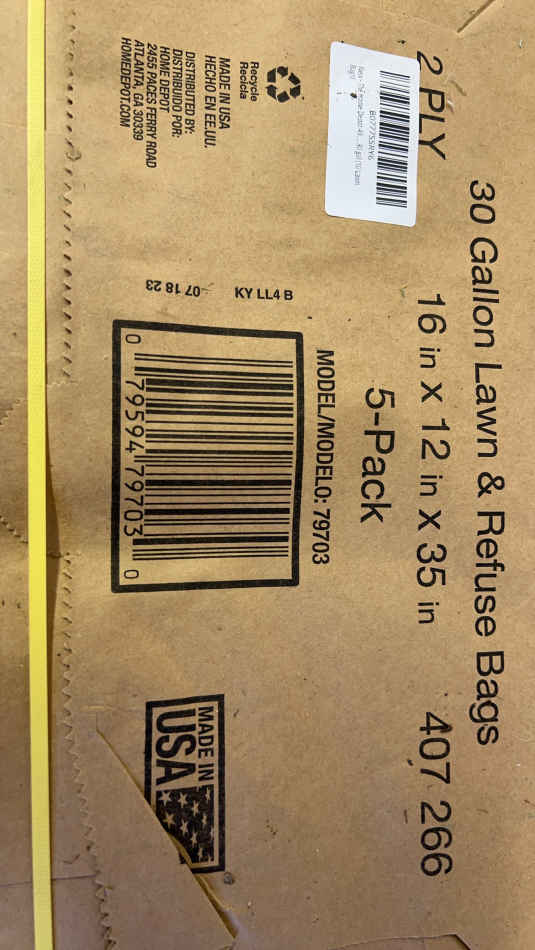 30 Gallon Lawn & Refuse Bags
2 PLY
16 in x 12 in x 35 in
407 266
5-Pack
MODEL/MODELO: 79703
0 79594 79703 0
KY LL4 B
07 18 23
Recycle
Recicla
MADE IN USA
HECHO EN EE.UU.
DISTRIBUTED BY:
DISTRIBUIDO POR:
HOME DEPOT
2455 PACES FERRY ROAD
ATLANTA, GA 30339
HOMEDEPOT.COM
MADE IN
USA